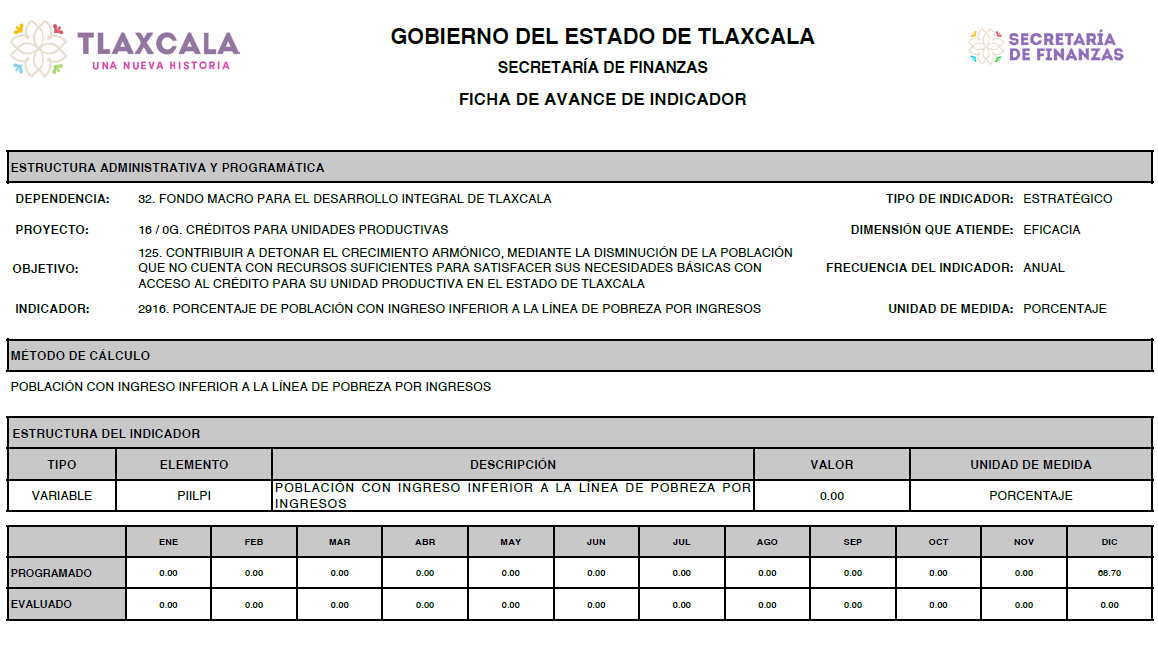 TLAXCALA
UNA NUEVA HISTORIA
GOBIERNO DEL ESTADO DE TLAXCALA
SECRETARÍA DE FINANZAS
FICHA DE AVANCE DE INDICADOR
SECRETARÍA
DE FINANZAS
ESTRUCTURA ADMINISTRATIVA Y PROGRAMÁTICA
DEPENDENCIA: 32. FONDO MACRO PARA EL DESARROLLO INTEGRAL DE TLAXCALA TIPO DE INDICADOR: ESTRATÉGICO
PROYECTO: 16 / 0G. CRÉDITOS PARA UNIDADES PRODUCTIVAS DIMENSIÓN QUE ATIENDE: EFICACIA
125. CONTRIBUIR A DETONAR EL CRECIMIENTO ARMÓNICO, MEDIANTE LA DISMINUCIÓN DE LA POBLACIÓN
OBJETIVO: QUE NO CUENTA CON RECURSOS SUFICIENTES PARA SATISFACER SUS NECESIDADES BÁSICAS CON FRECUENCIA DEL INDICADOR: ANUAL
ACCESO AL CRÉDITO PARA SU UNIDAD PRODUCTIVA EN EL ESTADO DE TLAXCALA
INDICADOR: 2916. PORCENTAJE DE POBLACIÓN CON INGRESO INFERIOR A LA LÍNEA DE POBREZA POR INGRESOS UNIDAD DE MEDIDA: PORCENTAJE
MÉTODO DE CÁLCULO
POBLACIÓN CON INGRESO INFERIOR A LA LÍNEA DE POBREZA POR INGRESOS
ESTRUCTURA DEL INDICADOR
TIPO ELEMENTO DESCRIPCIÓN VALOR UNIDAD DE MEDIDA
VARIABLE PIILPI POBLACIÓN CON INGRESO INFERIOR A LA LÍNEA DE POBREZA POR 0.00 PORCENTAJE
INGRESOS
ENE FEB MAR ABR MAY JUN JUL AGO SEP OCT NOV DIC
PROGRAMADO 0.00 0.00 0.00 0.00 0.00 0.00 0.00 0.00 0.00 0.00 0.00 68.70
EVALUADO 0.00 0.00 0.00 0.00 0.00 0.00 0.00 0.00 0.00 0.00 0.00 0.00